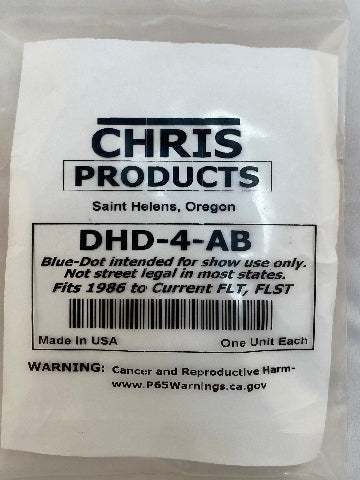 CHRIS
PRODUCTS
Saint Helens, Oregon
DHD-4-AB
Blue-Dot intended for show use only.
Not street legal in most states.
Fits 1986 to Current FLT, FLST
Made in USA One Unit Each
WARNING: Cancer and Reproductive Harm-
www.P65Warnings.ca.gov